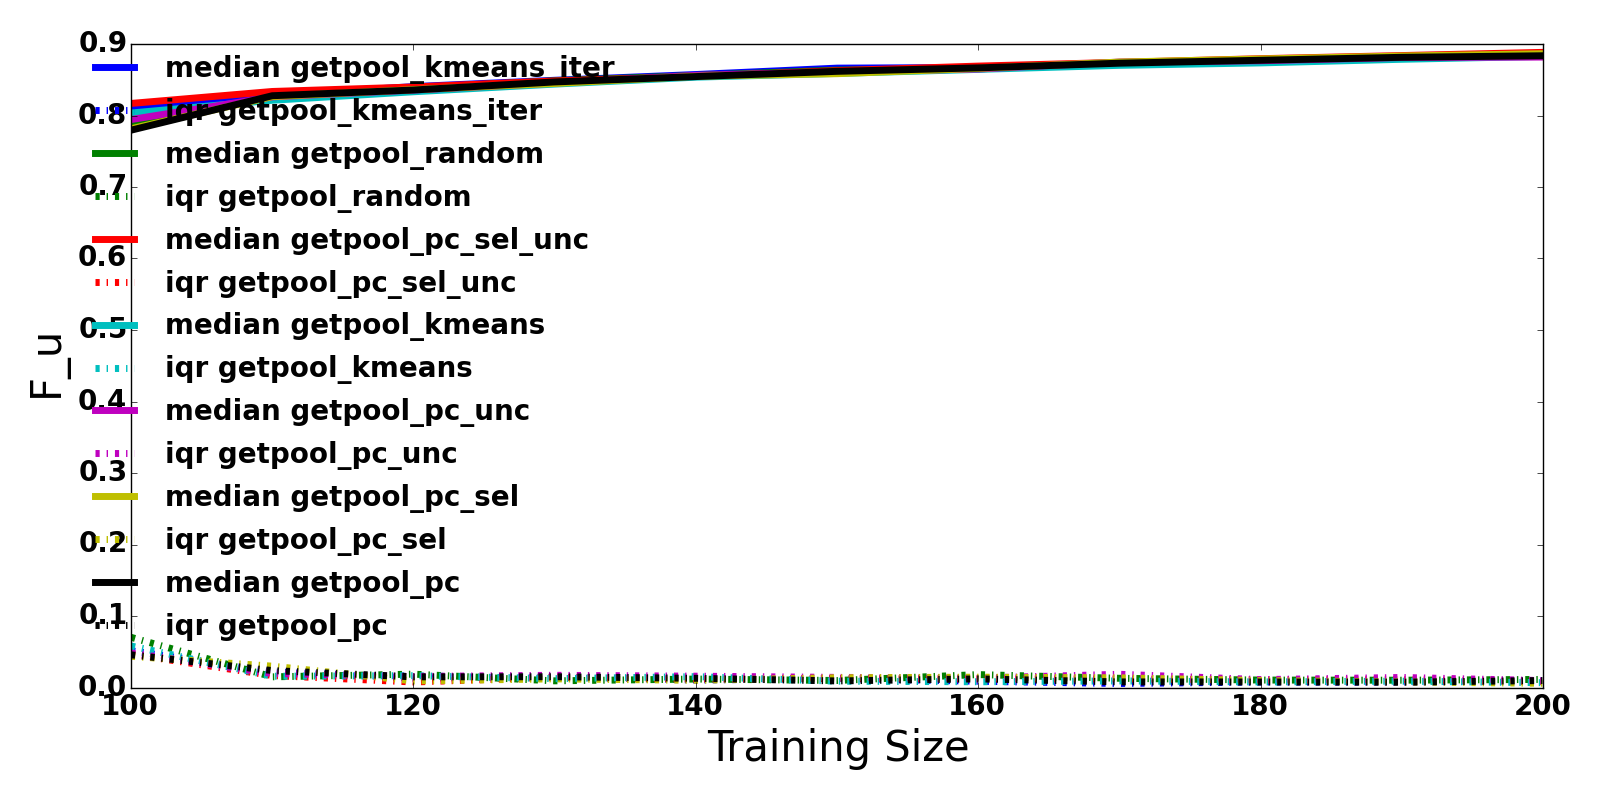 0.9
0.8
0.7
0.6
0.5
0.4
0.3
0.2
0.1
0.0
F_u
median getpool_kmeans_iter
iqr getpool_kmeans_iter
median getpool_random
iqr getpool_random
median getpool_pc_sel_unc
iqr getpool_pc_sel_unc
median getpool_kmeans
iqr getpool_kmeans
median getpool_pc_unc
iqr getpool_pc_unc
median getpool_pc_sel
iqr getpool_pc_sel
median getpool_pc
iqr getpool_pc
100 120 140 160 180 200
Training Size